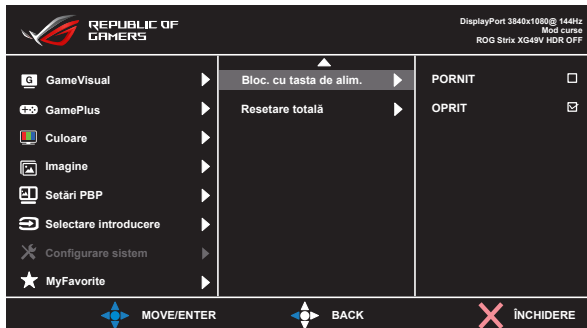 REPUBLIC OF
GAMERS
DisplayPort 3840x1080@ 144Hz
Mod curse
ROG Strix XG49V HDR OFF
G GameVisual
GamePlus
Culoare
Imagine
Setări PBP
Selectare introducere
Configurare sistem
MyFavorite
Bloc. cu tasta de alim.
Resetare totală
PORNIT
OPRIT
MOVE/ENTER
BACK
ÎNCHIDERE